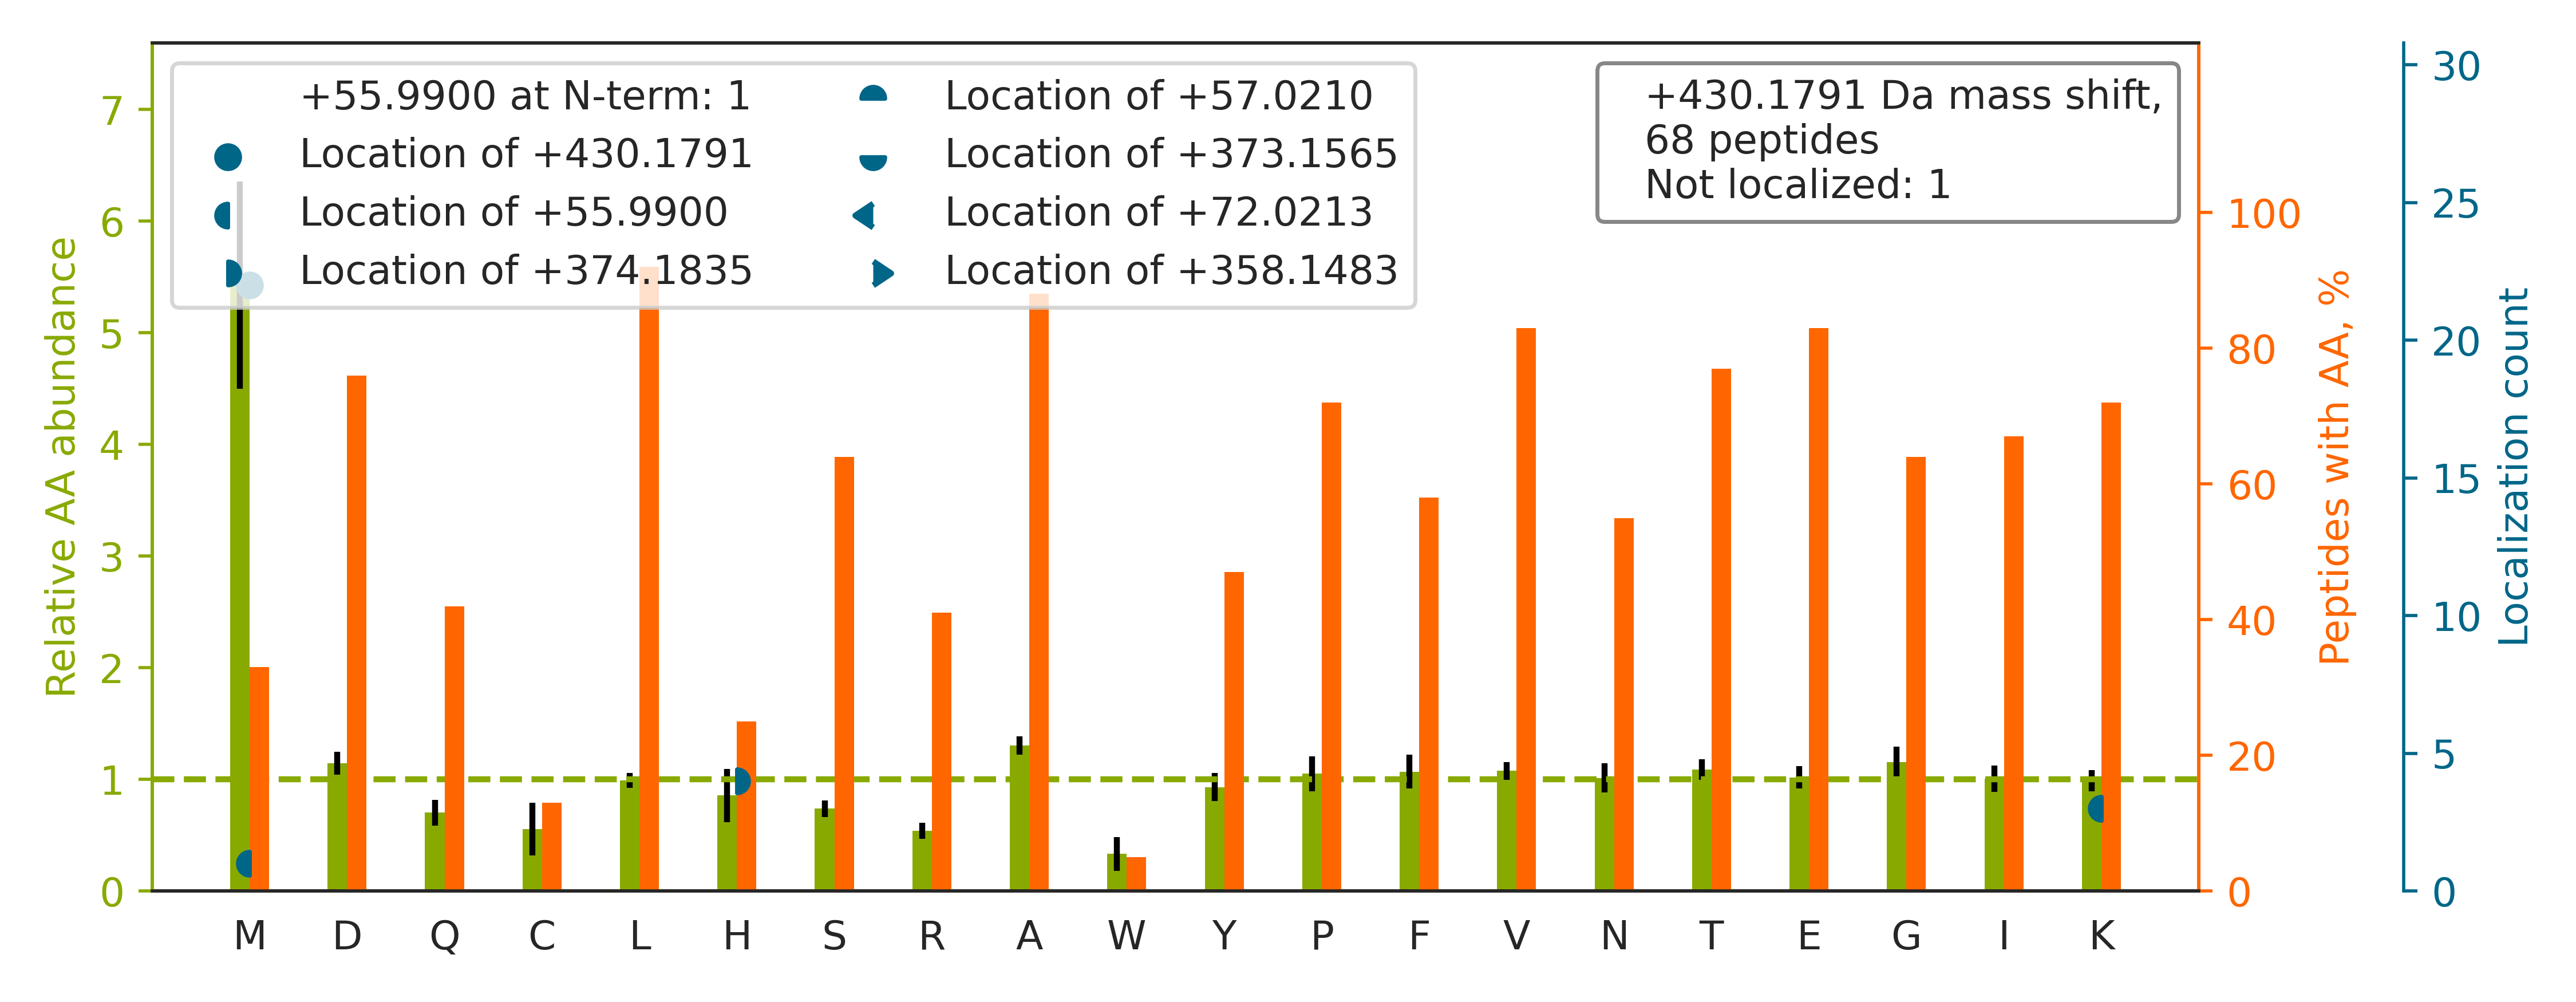 +55.9900 at N-term: 1
Location of +430.1791
Location of +55.9900
Location of +374.1835
Location of +57.0210
Location of +373.1565
Location of +72.0213
Location of +358.1483
+430.1791 Da mass shift,
68 peptides
Not localized: 1
Relative AA abundance
7
6
5
4
3
2
1
0
M D Q C L H S R A W Y P F V N T E G I K
100
80
60
40
20
0
Peptides with AA, %
30
25
20
15
10
5
0
Localization count